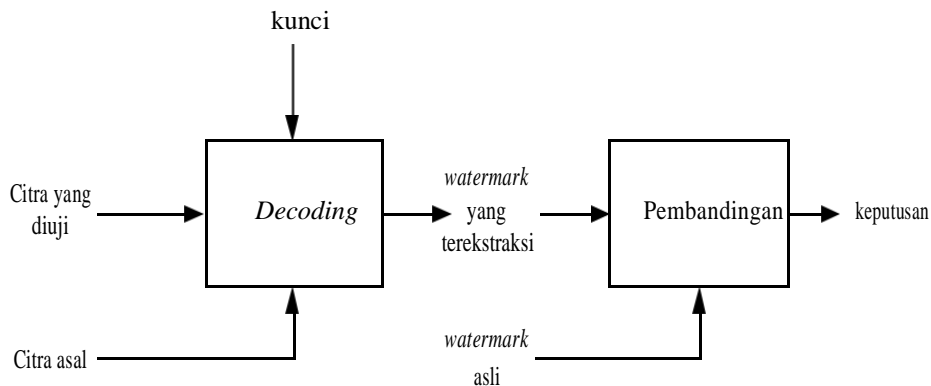 kunci
Citra yang
diuji
Decoding
watermark
yang
terekstraksi
Pembandingan
keputusan
Citra asal
watermark
asli